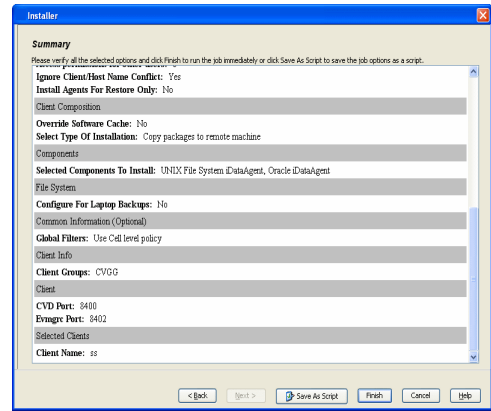 Installer
Summary
Please verify all the selected options and click Finish to run the job immediately or click Save As Script to save the job options as a script.
Ignore Client/Host Name Conflict: Yes
Install Agents For Restore Only: No
Client Composition
Override Software Cache: No
Select Type Of Installation: Copy packages to remote machine
Components
Selected Components To Install: UNIX File System iDataAgent, Oracle iDataAgent
File System
Configure For Laptop Backups: No
Common Information (Optional)
Global Filters: Use Cell level policy
Client Info
Client Groups: CVGG
Client
CVD Port: 8400
Evmgrc Port: 8402
Selected Clients
Client Name: ss
< Back Next > Save As Script Finish Cancel Help